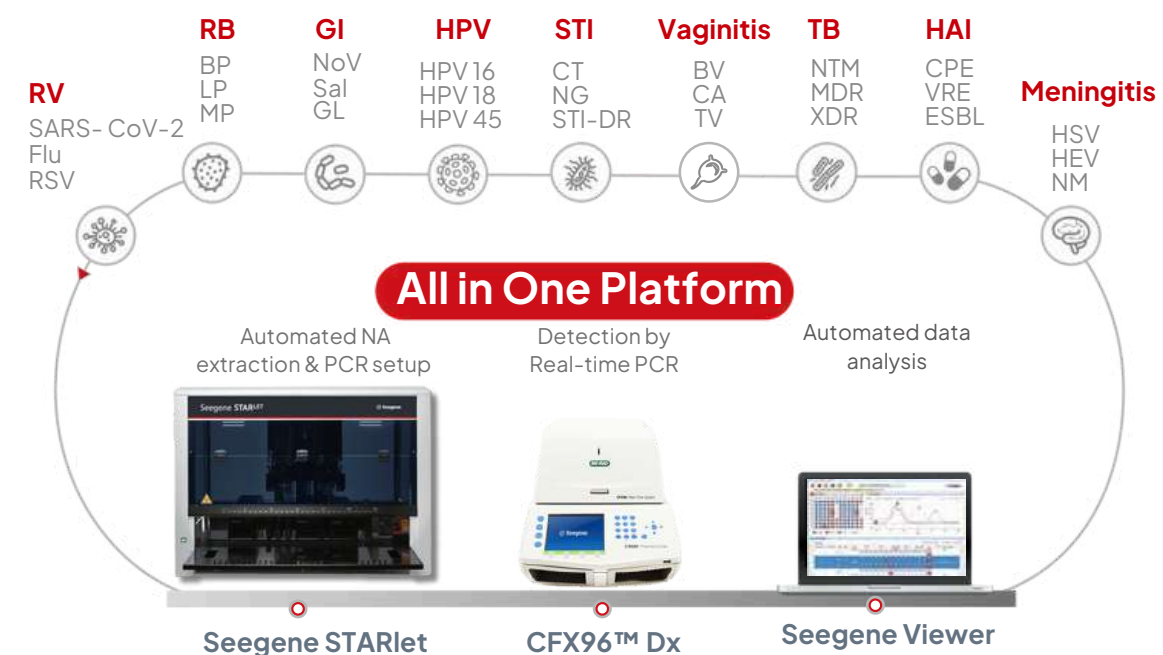 RV
SARS- CoV-2
Flu
RSV
RB
BP
LP
MP
GI
NoV
Sal
GL
HPV
HPV 16
HPV 18
HPV 45
STI
CT
NG
STI-DR
Vaginitis
BV
CA
TV
TB
NTM
MDR
XDR
HAI
CPE
VRE
ESBL
Meningitis
HSV
HEV
NM
All in One Platform
Automated NA
extraction & PCR setup
Detection by
Real-time PCR
Automated data
analysis
Seegene STARLET
Seegene
BIO-RAD
Seegene
Seegene STARlet
CFX96™ Dx
Seegene Viewer